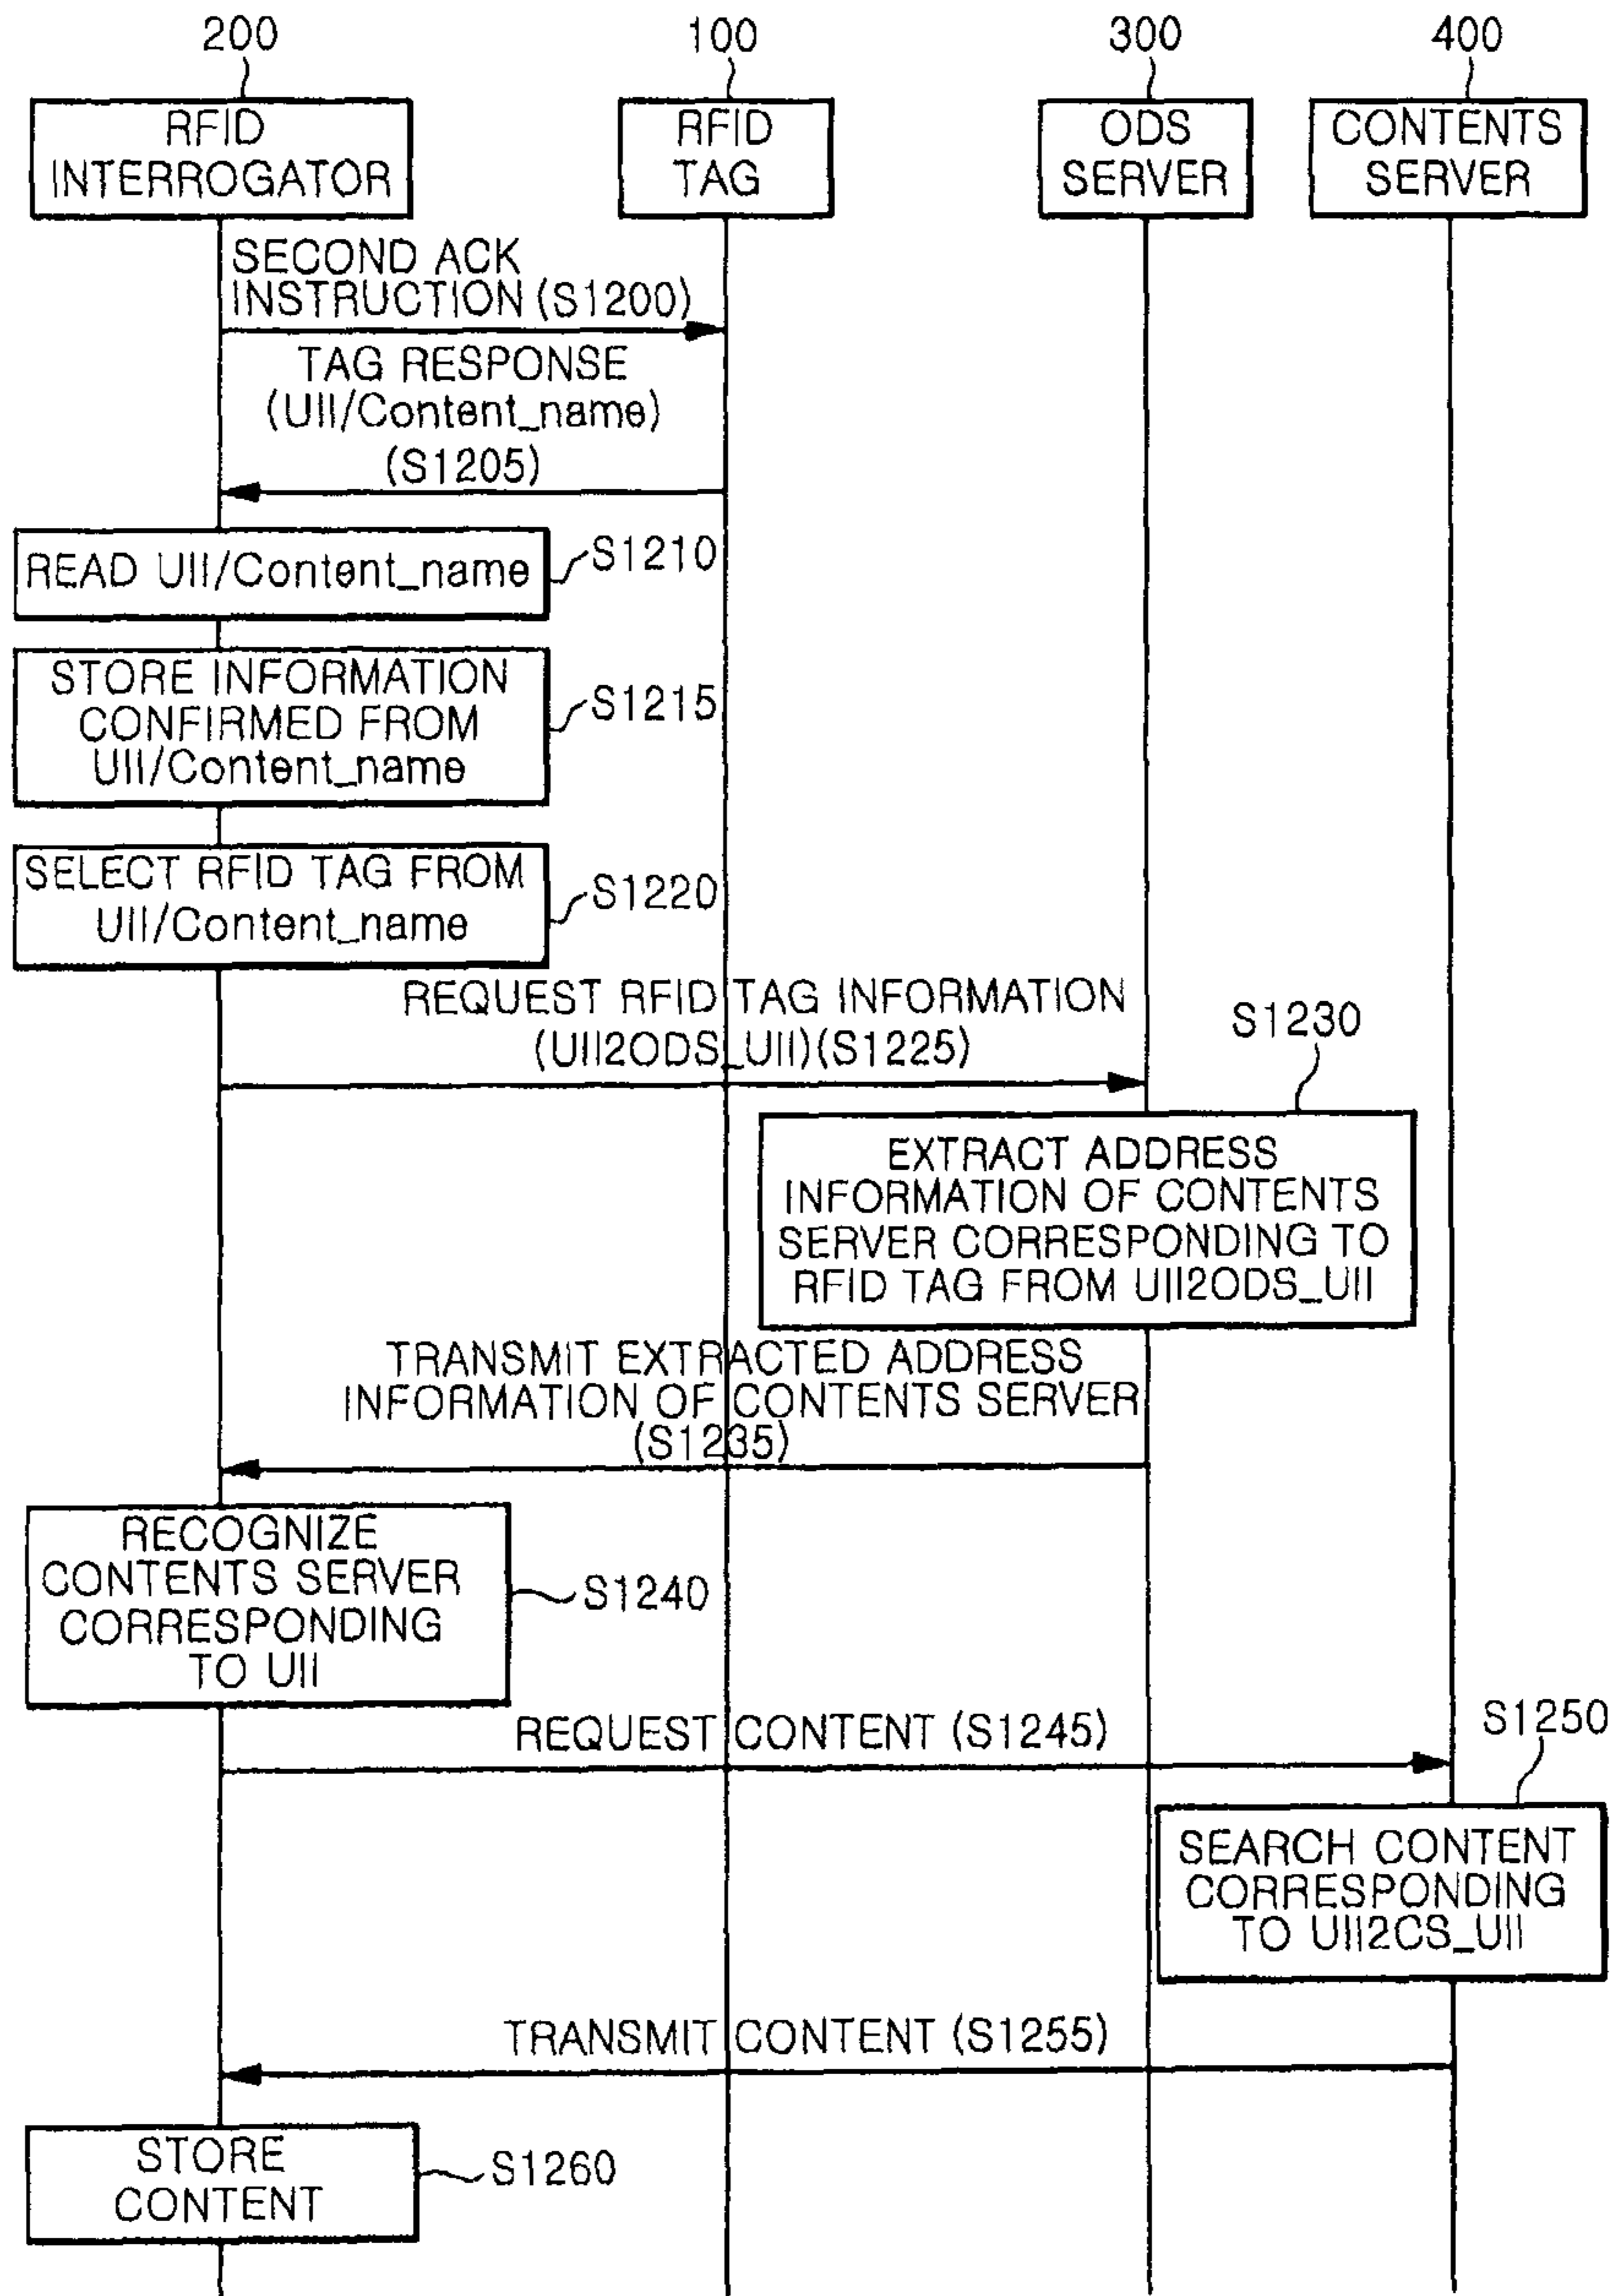 200
100
300
400
RFID
INTERROGATOR
RFID
TAG
ODS
SERVER
CONTENTS
SERVER
SECOND ACK
INSTRUCTION (S1200)
TAG RESPONSE
(UII/Content_name)
(S1205)
READ UII/Content_name
S1210
STORE INFORMATION
CONFIRMED FROM
UII/Content_name
S1215
SELECT RFID TAG FROM
UII/Content_name
S1220
REQUEST RFID TAG INFORMATION
(UII2ODS_UII)(S1225)
S1230
EXTRACT ADDRESS
INFORMATION OF CONTENTS
SERVER CORRESPONDING TO
RFID TAG FROM UII2ODS_UII
TRANSMIT EXTRACTED ADDRESS
INFORMATION OF CONTENTS SERVER
(S1235)
RECOGNIZE
CONTENTS SERVER
CORRESPONDING
TO UII
S1240
REQUEST CONTENT (S1245)
S1250
SEARCH CONTENT
CORRESPONDING
TO UII2CS_UII
TRANSMIT CONTENT (S1255)
STORE
CONTENT
S1260